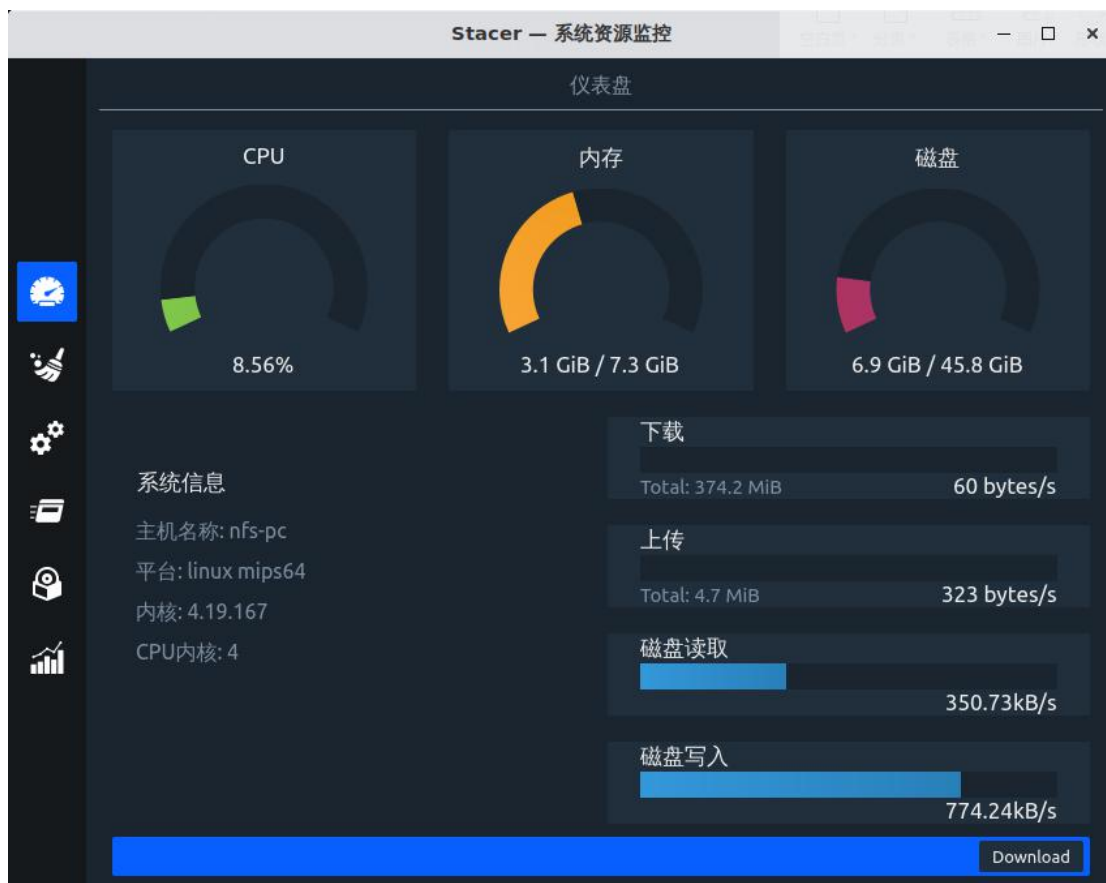 Stacer — 系统资源监控
仪表盘
CPU
8.56%
内存
3.1 GiB / 7.3 GiB
磁盘
6.9 GiB / 45.8 GiB
系统信息
主机名称: nfs-pc
平台: linux mips64
内核: 4.19.167
CPU内核: 4
下载
Total: 374.2 MiB 60 bytes/s
上传
Total: 4.7 MiB 323 bytes/s
磁盘读取
350.73kB/s
磁盘写入
774.24kB/s
Download